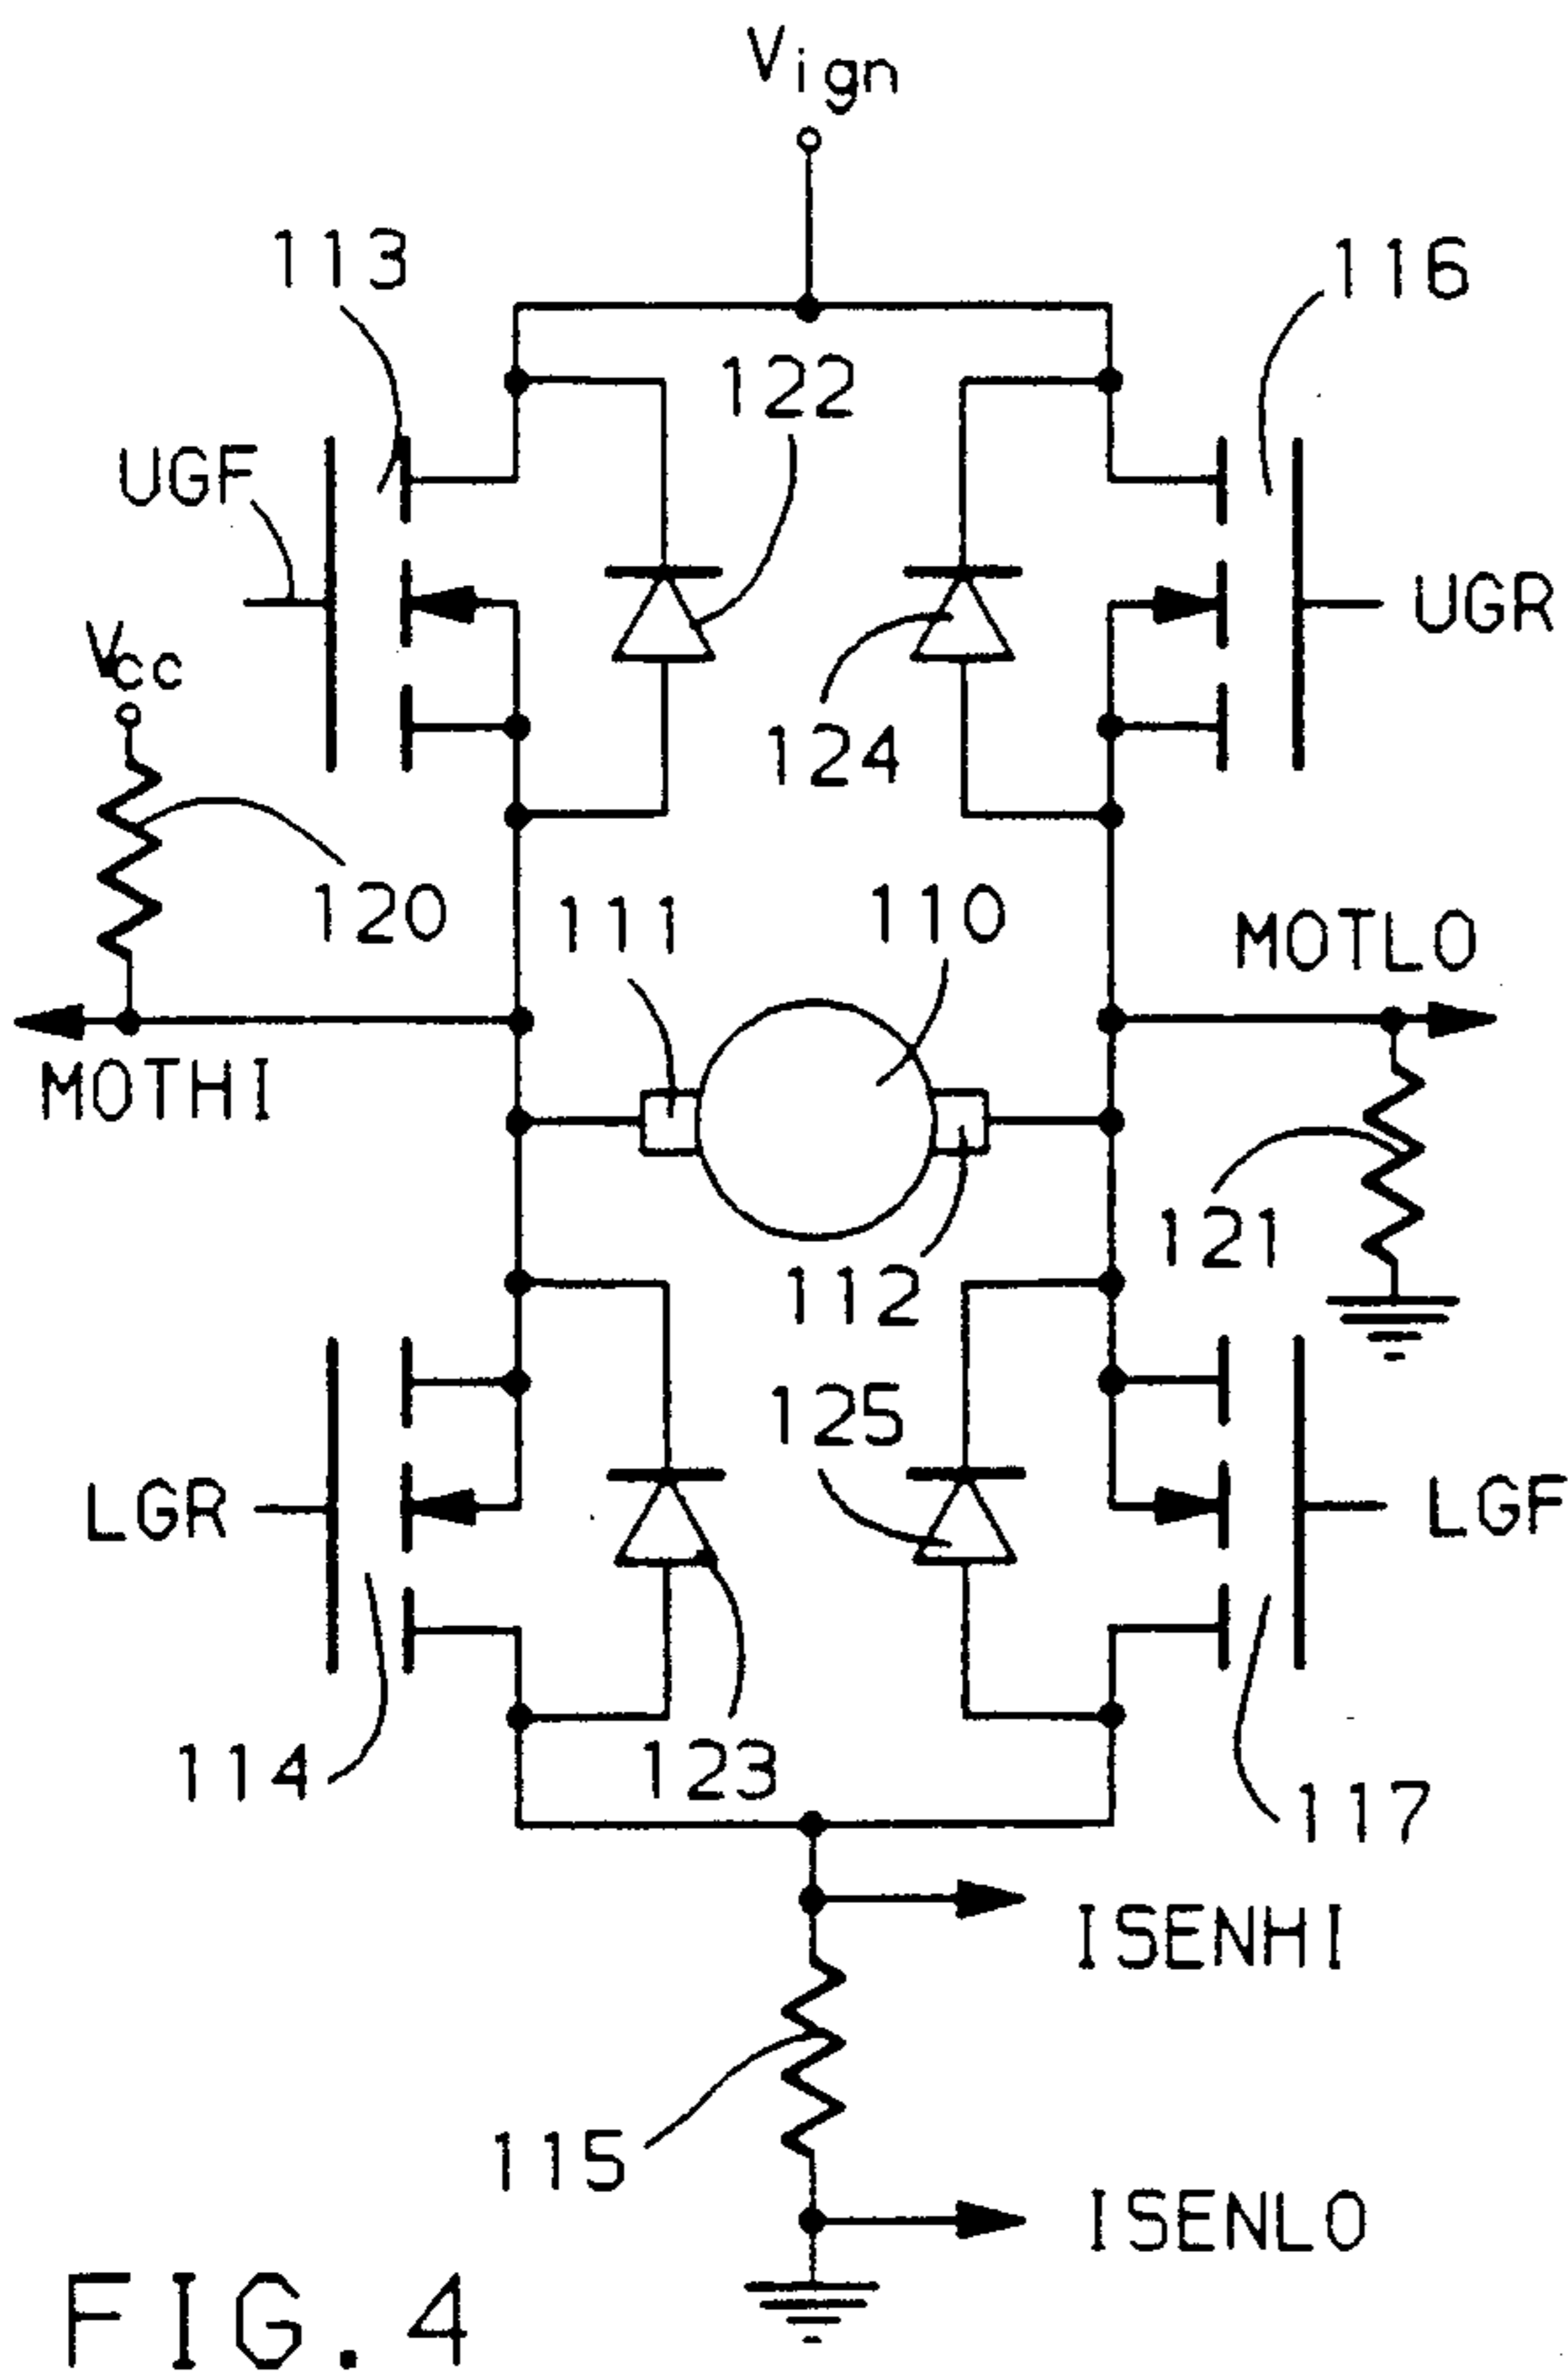 Vign
113
116
122
UGF
UGR
Vcc
124
120
111
110
MOTLO
MOTHI
121
112
125
LGR
LGF
114
123
117
ISENHI
115
ISENLO
FIG. 4